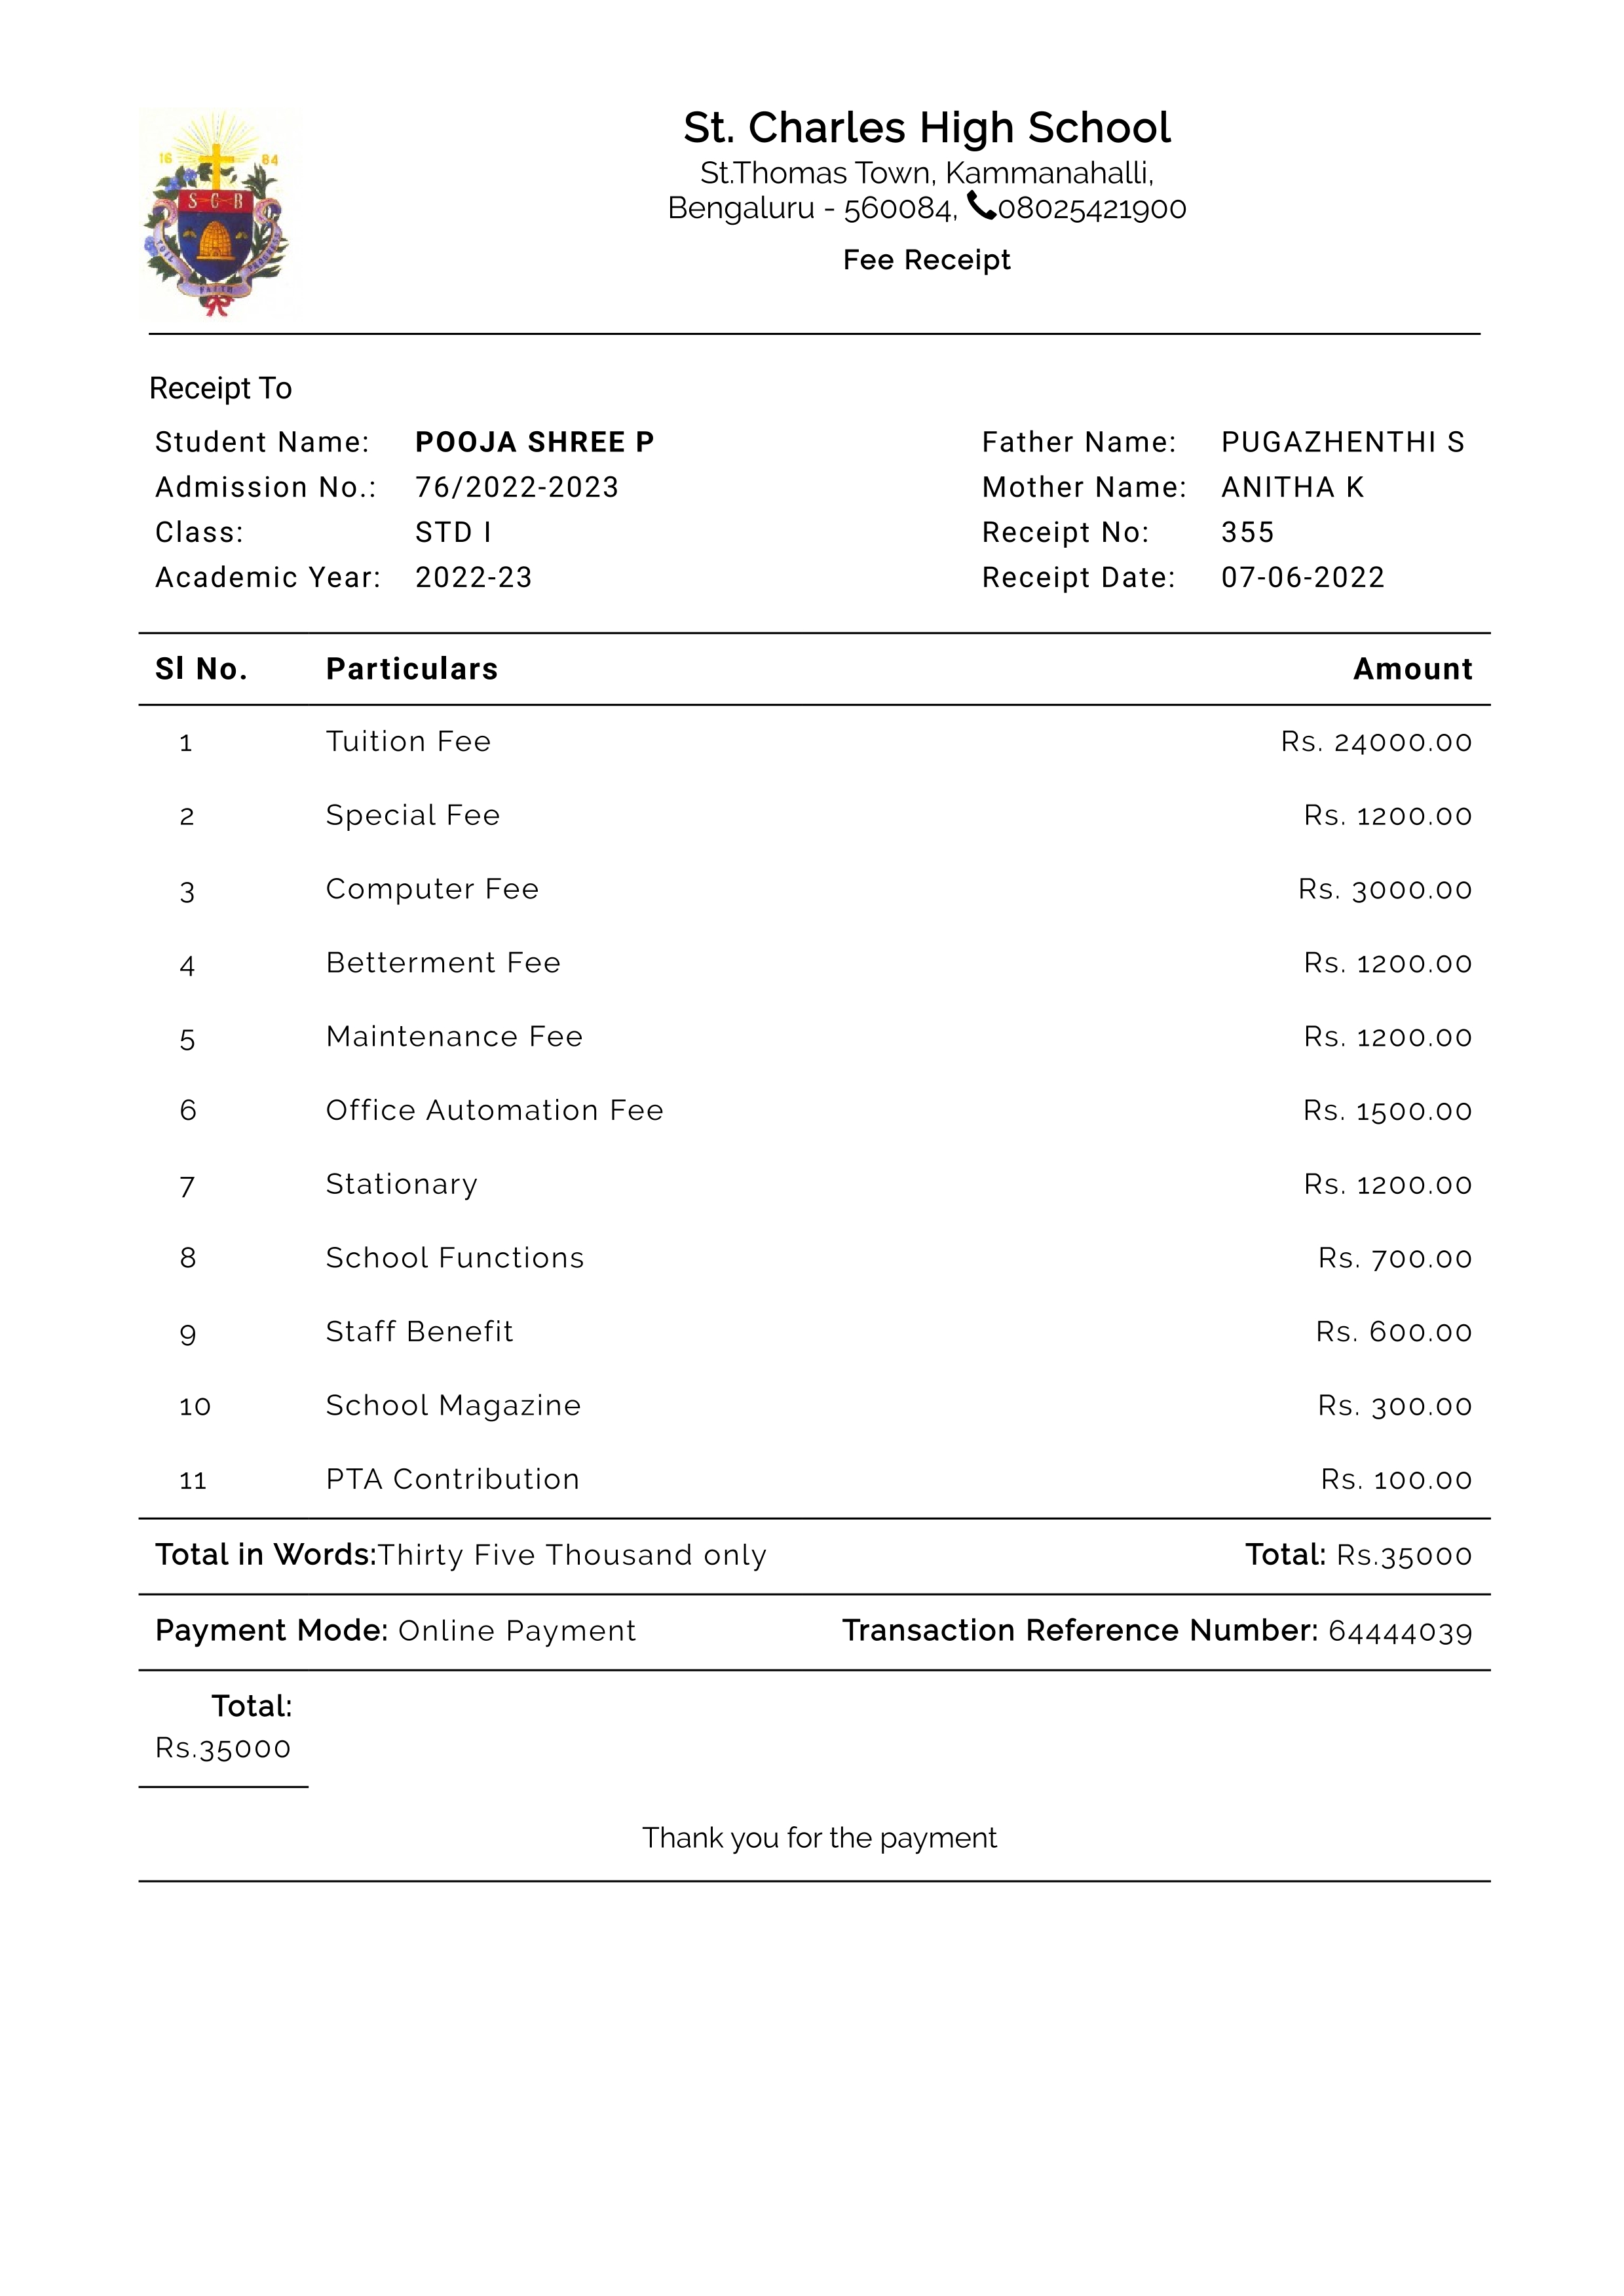 16 84
S C B
TOIL
FAITH
St. Charles High School
St.Thomas Town, Kammanahalli,
Bengaluru - 560084, 08025421900
Fee Receipt
Receipt To
Student Name: POOJA SHREE P Father Name: PUGAZHENTHI S
Admission No.: 76/2022-2023 Mother Name: ANITHA K
Class: STD I Receipt No: 355
Academic Year: 2022-23 Receipt Date: 07-06-2022
Sl No. Particulars Amount
1 Tuition Fee Rs. 24000.00
2 Special Fee Rs. 1200.00
3 Computer Fee Rs. 3000.00
4 Betterment Fee Rs. 1200.00
5 Maintenance Fee Rs. 1200.00
6 Office Automation Fee Rs. 1500.00
7 Stationary Rs. 1200.00
8 School Functions Rs. 700.00
9 Staff Benefit Rs. 600.00
10 School Magazine Rs. 300.00
11 PTA Contribution Rs. 100.00
Total in Words:Thirty Five Thousand only Total: Rs.35000
Payment Mode: Online Payment Transaction Reference Number: 64444039
Total:
Rs.35000
Thank you for the payment